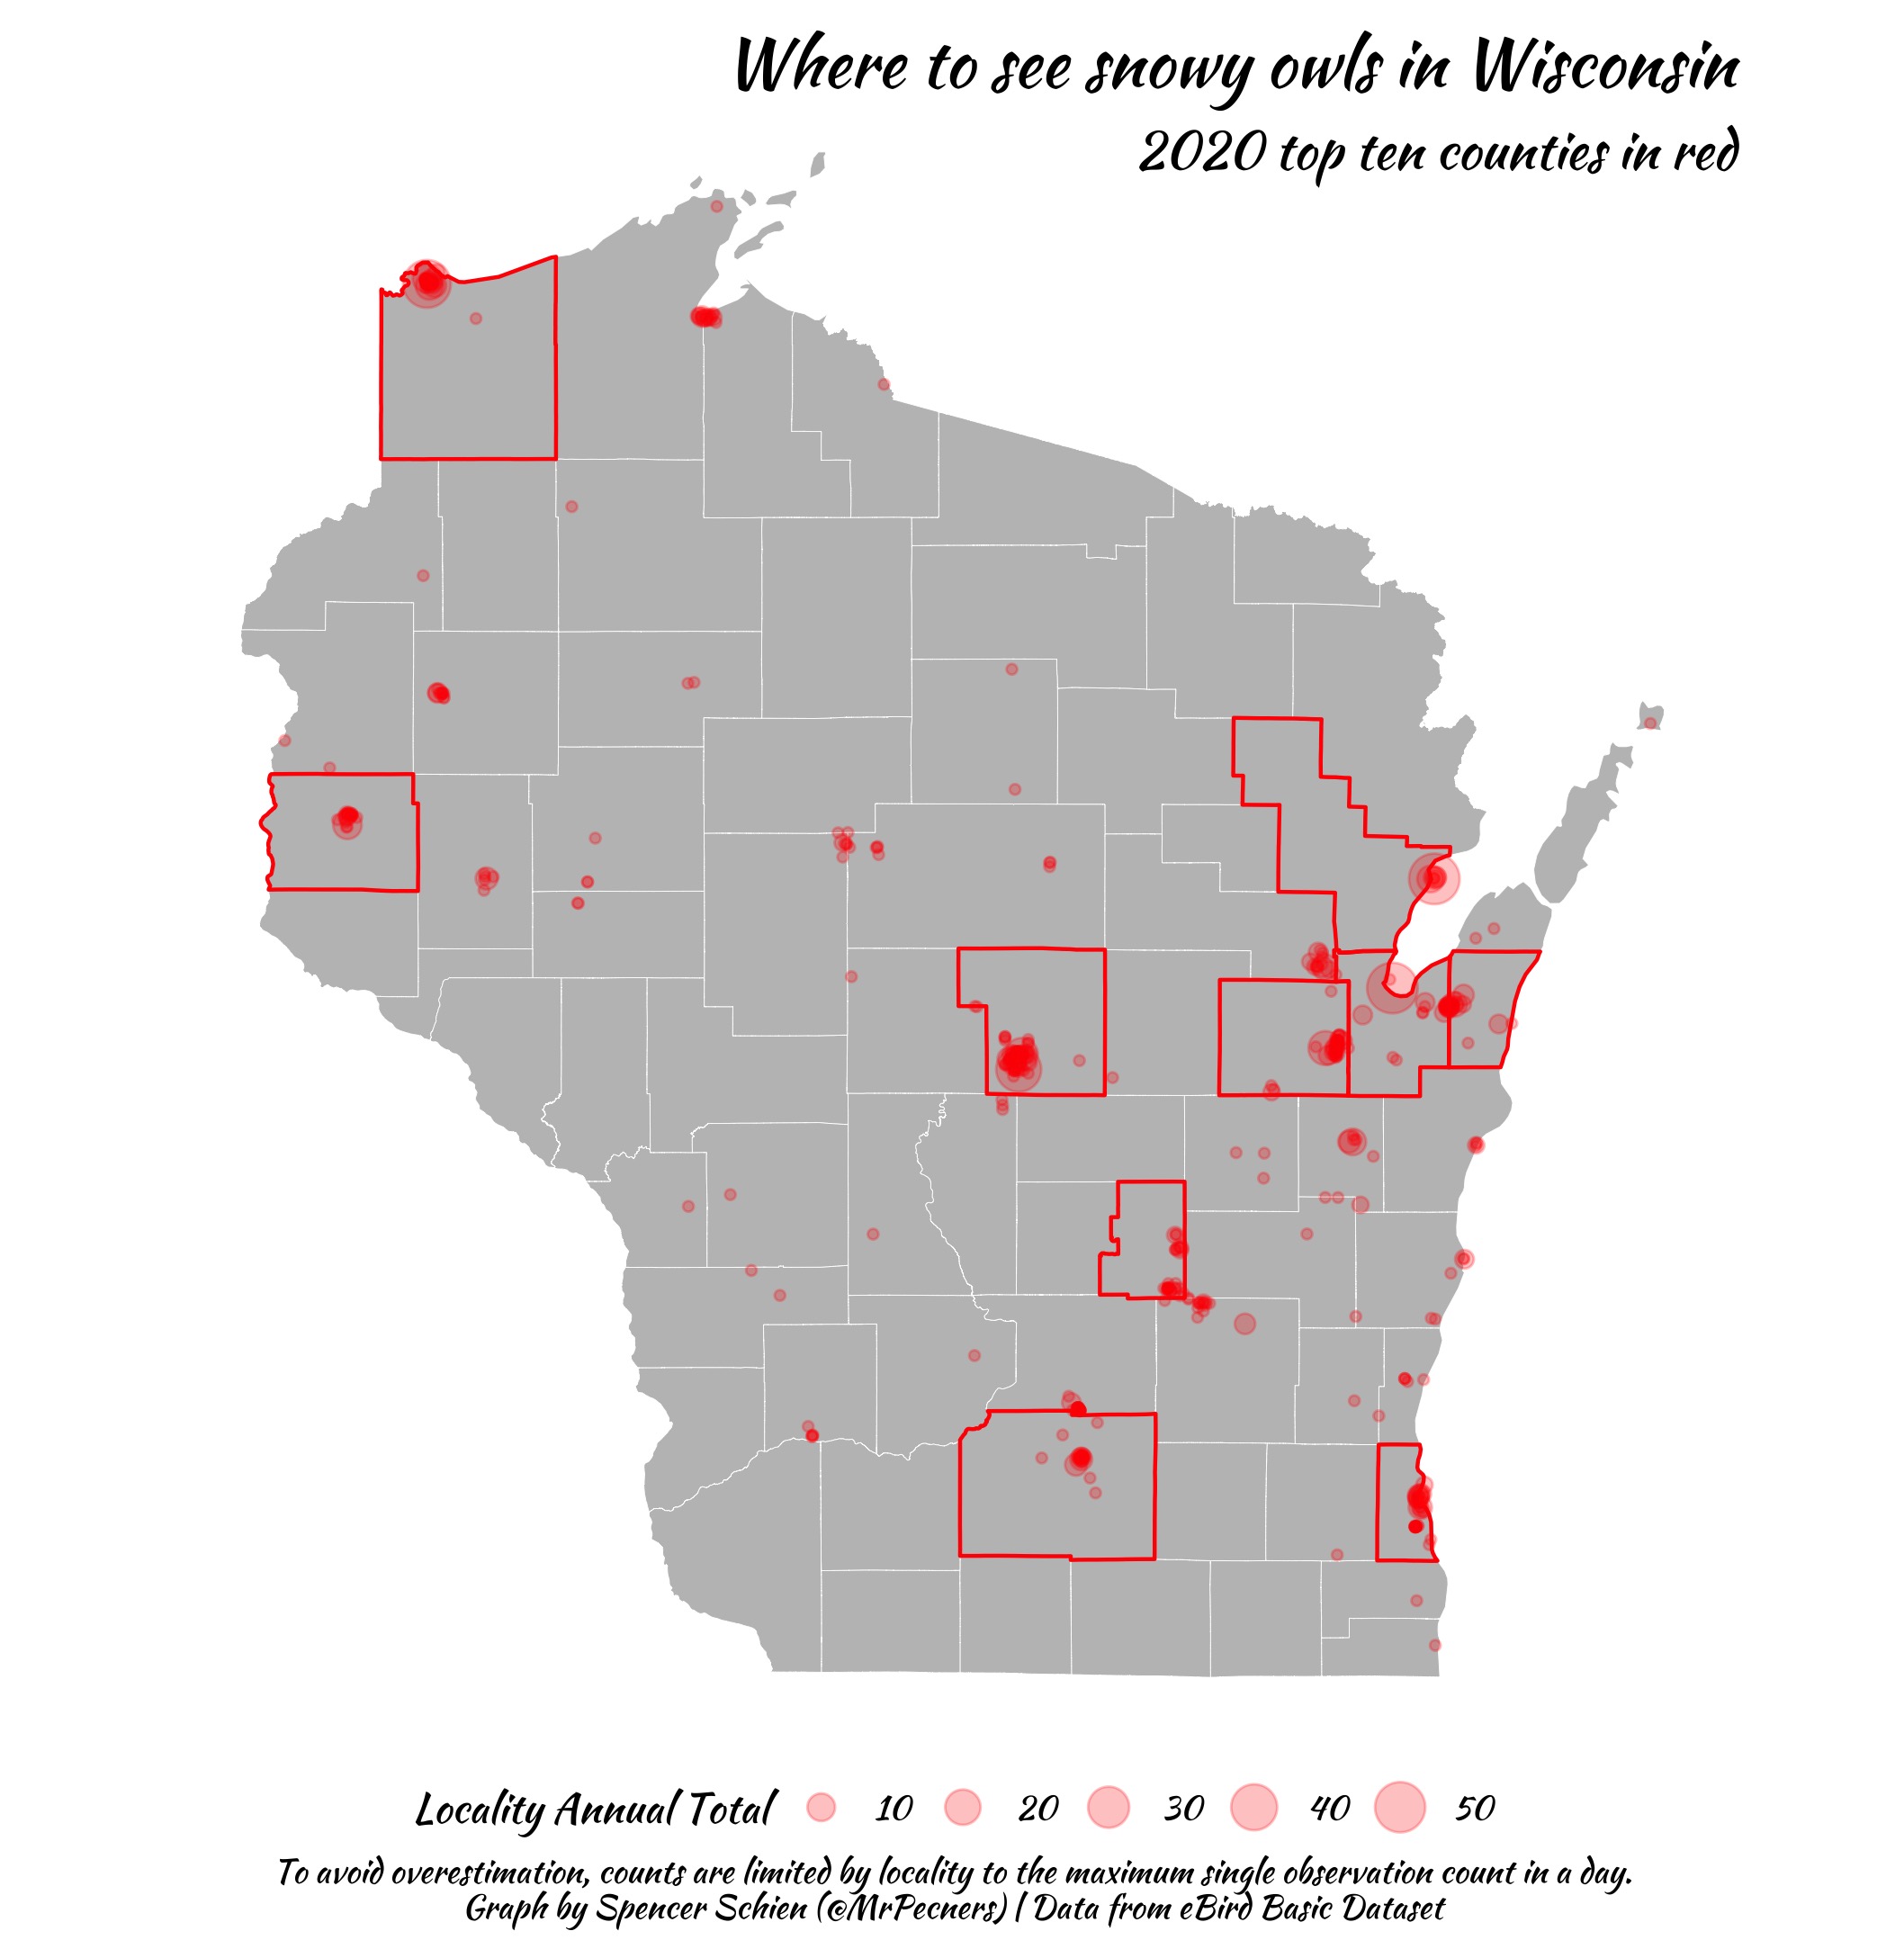 Where to see snowy owls in Wisconsin
2020 top ten counties in red
Locality Annual Total 10 20 30 40 50
To avoid overestimation, counts are limited by locality to the maximum single observation count in a day.
Graph by Spencer Schien (@MrPecners) | Data from eBird Basic Dataset